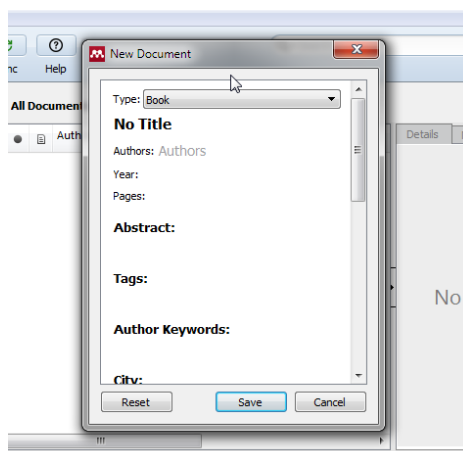 New Document
nc Help
All Document
Auth
Details
No
Type: Book
No Title
Authors: Authors
Year:
Pages:
Abstract:
Tags:
Author Keywords:
City:
Reset Save Cancel